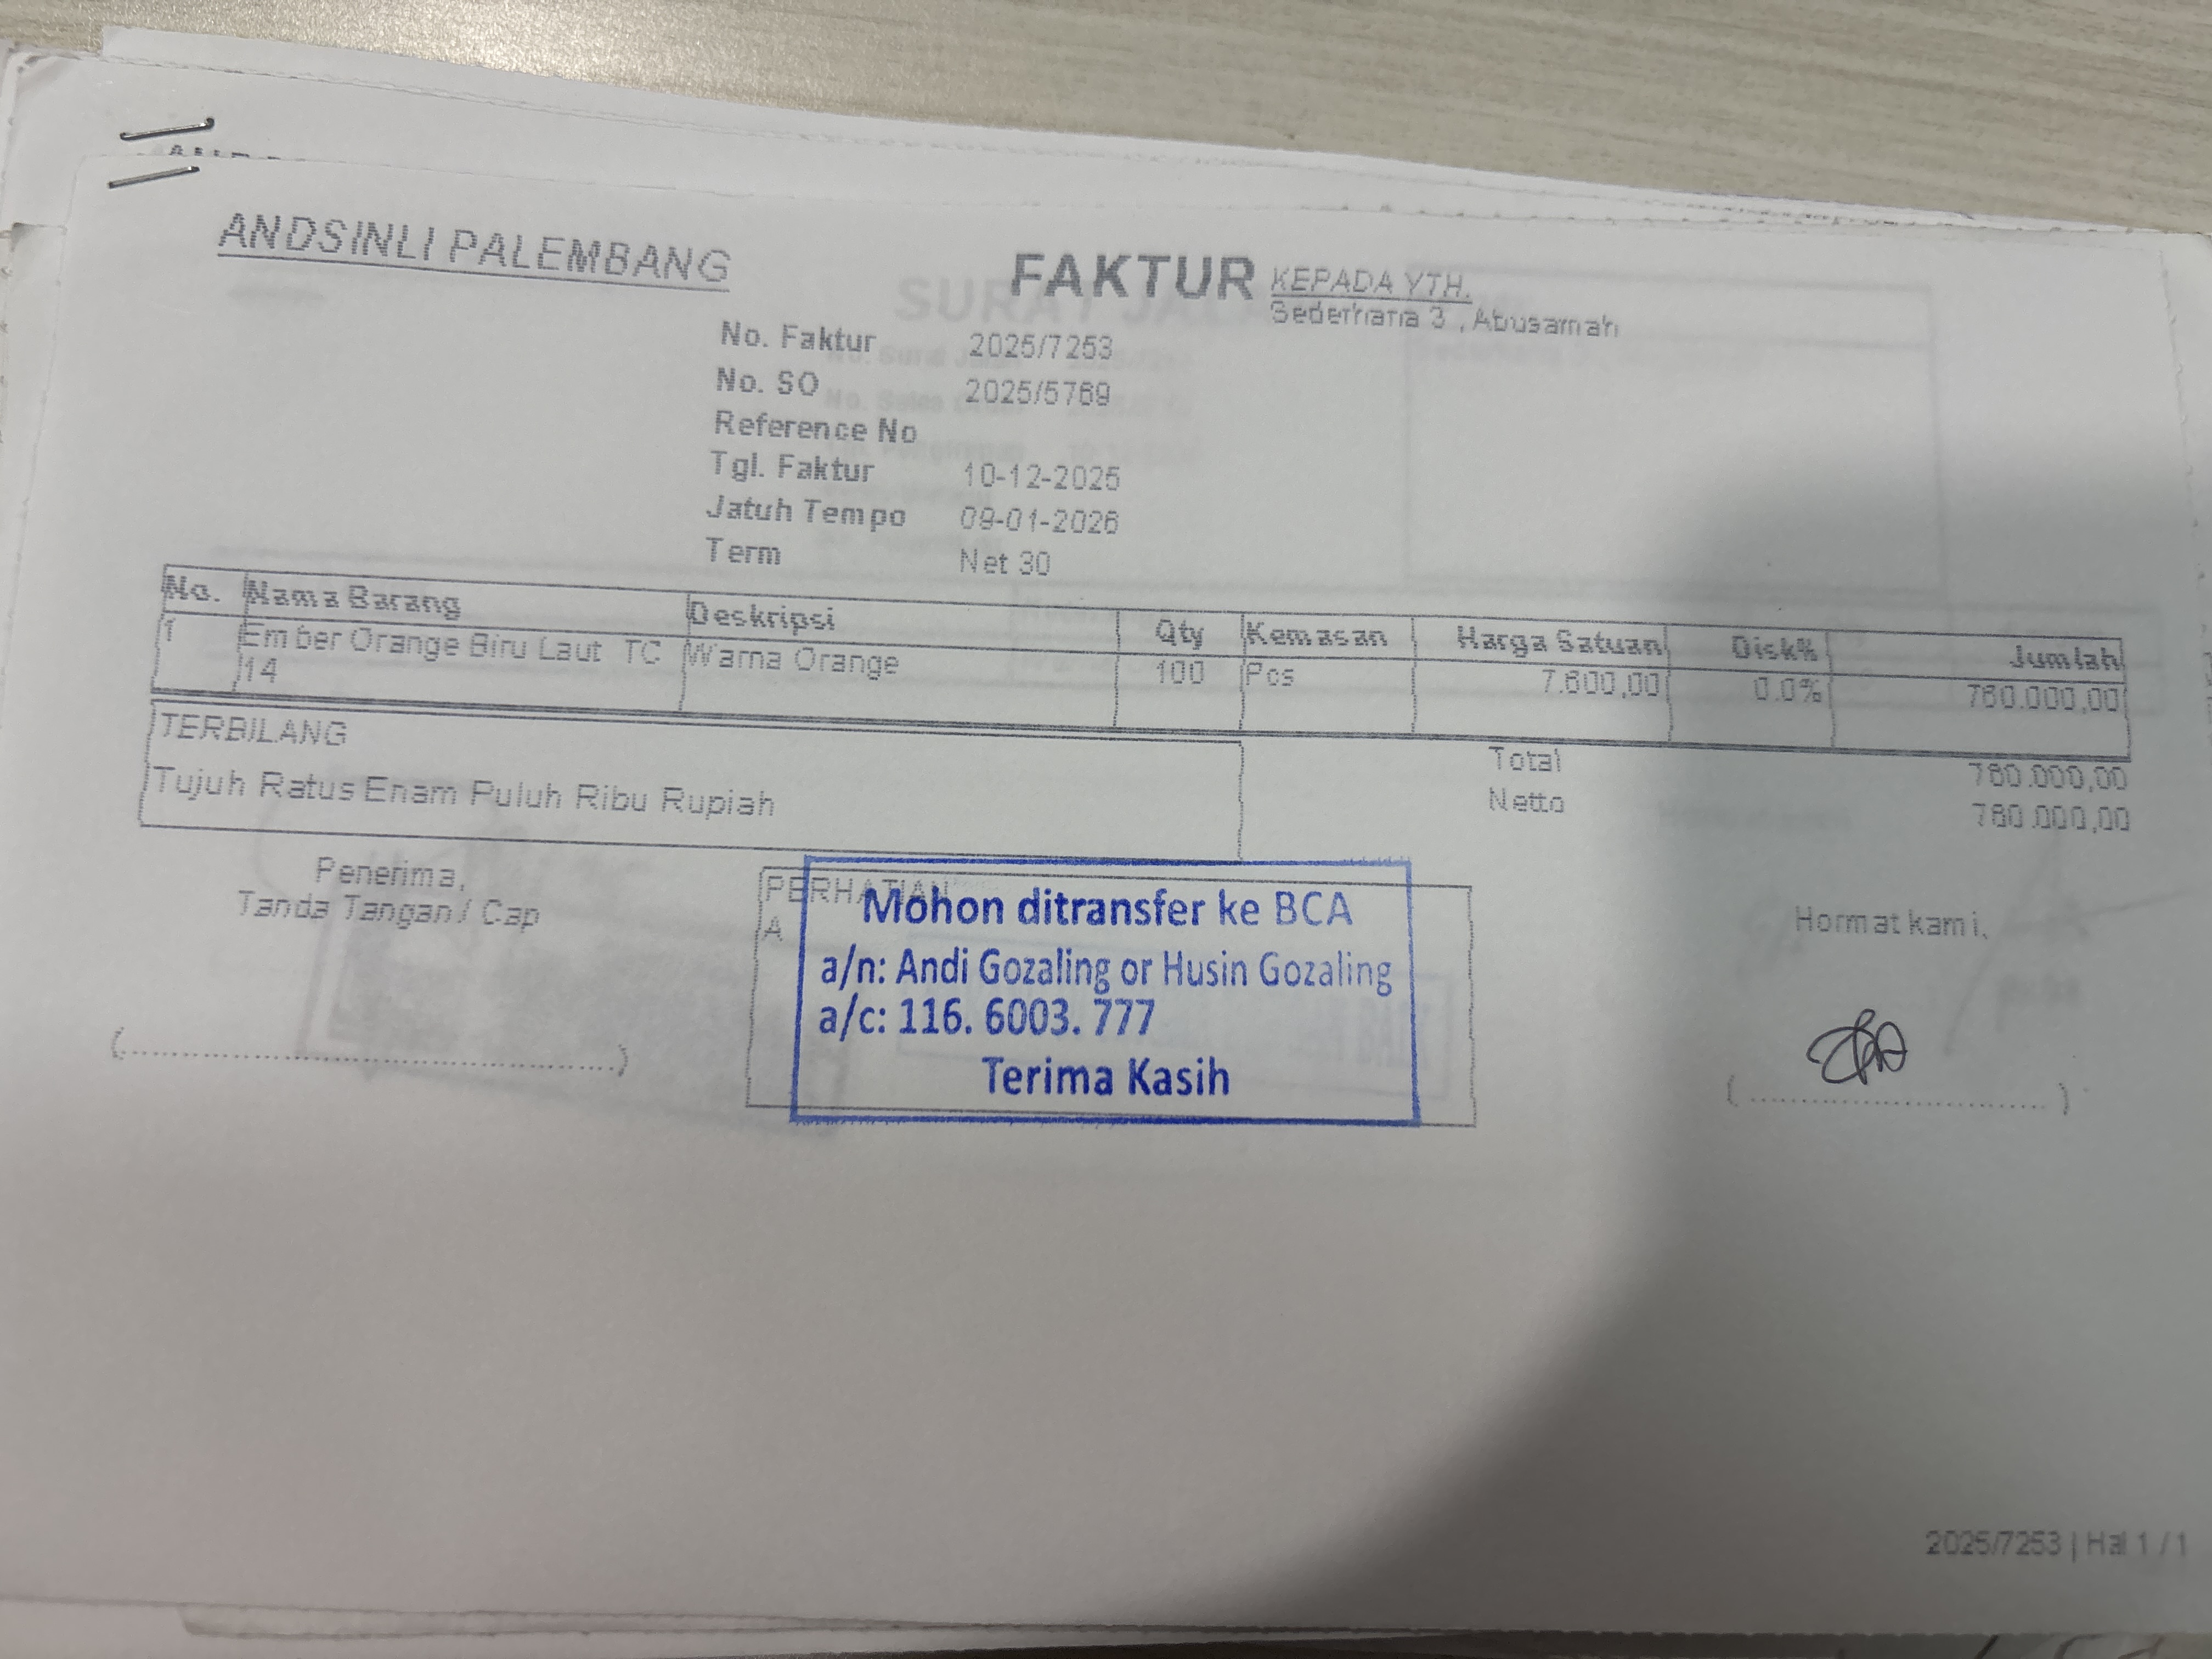 ANDSINLI PALEMBANG
FAKTUR
KEPADA YTH.
Sederhana 3 , Abusamah
No. Faktur 2025/7253
No. SO 2025/5769
Reference No
Tgl. Faktur 10-12-2025
Jatuh Tempo 09-01-2026
Term Net 30
No. Nama Barang Deskripsi Qty Kemasan Harga Satuan Disk% Jumlah
1 Ember Orange Biru Laut TC Warna Orange 100 Pcs 7.600,00 0.0% 760.000,00
14
TERBILANG
Tujuh Ratus Enam Puluh Ribu Rupiah
Total 760.000,00
Netto 760.000,00
Penerima,
Tanda Tangan / Cap
PERHATIAN
A
Mohon ditransfer ke BCA
a/n: Andi Gozaling or Husin Gozaling
a/c: 116. 6003. 777
Terima Kasih
Hormat kami,
(..............................)
( .............................. )
2025/7253 | Hal 1 / 1